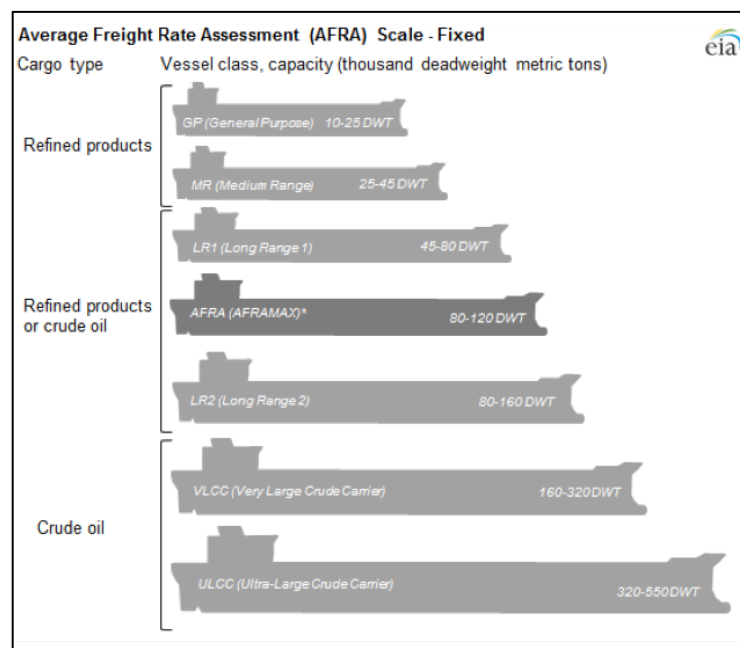 Average Freight Rate Assessment (AFRA) Scale - Fixed
eia
Cargo type Vessel class, capacity (thousand deadweight metric tons)
GP (General Purpose) 10-25 DWT
Refined products
MR (Medium Range) 25-45 DWT
LR1 (Long Range 1) 45-80 DWT
Refined products
or crude oil
AFRA (AFRAMAX)* 80-120 DWT
LR2 (Long Range 2) 80-160 DWT
VLCC (Very Large Crude Carrier) 160-320 DWT
Crude oil
ULCC (Ultra-Large Crude Carrier) 320-550 DWT